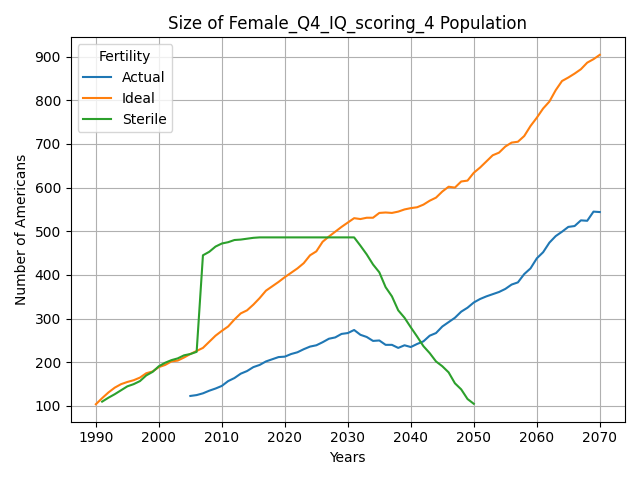 Size of Female_Q4_IQ_scoring_4 Population
Number of Americans
900
800
700
600
500
400
300
200
100
Fertility
Actual
Ideal
Sterile
1990
2000
2010
2020
2030
2040
2050
2060
2070
Years